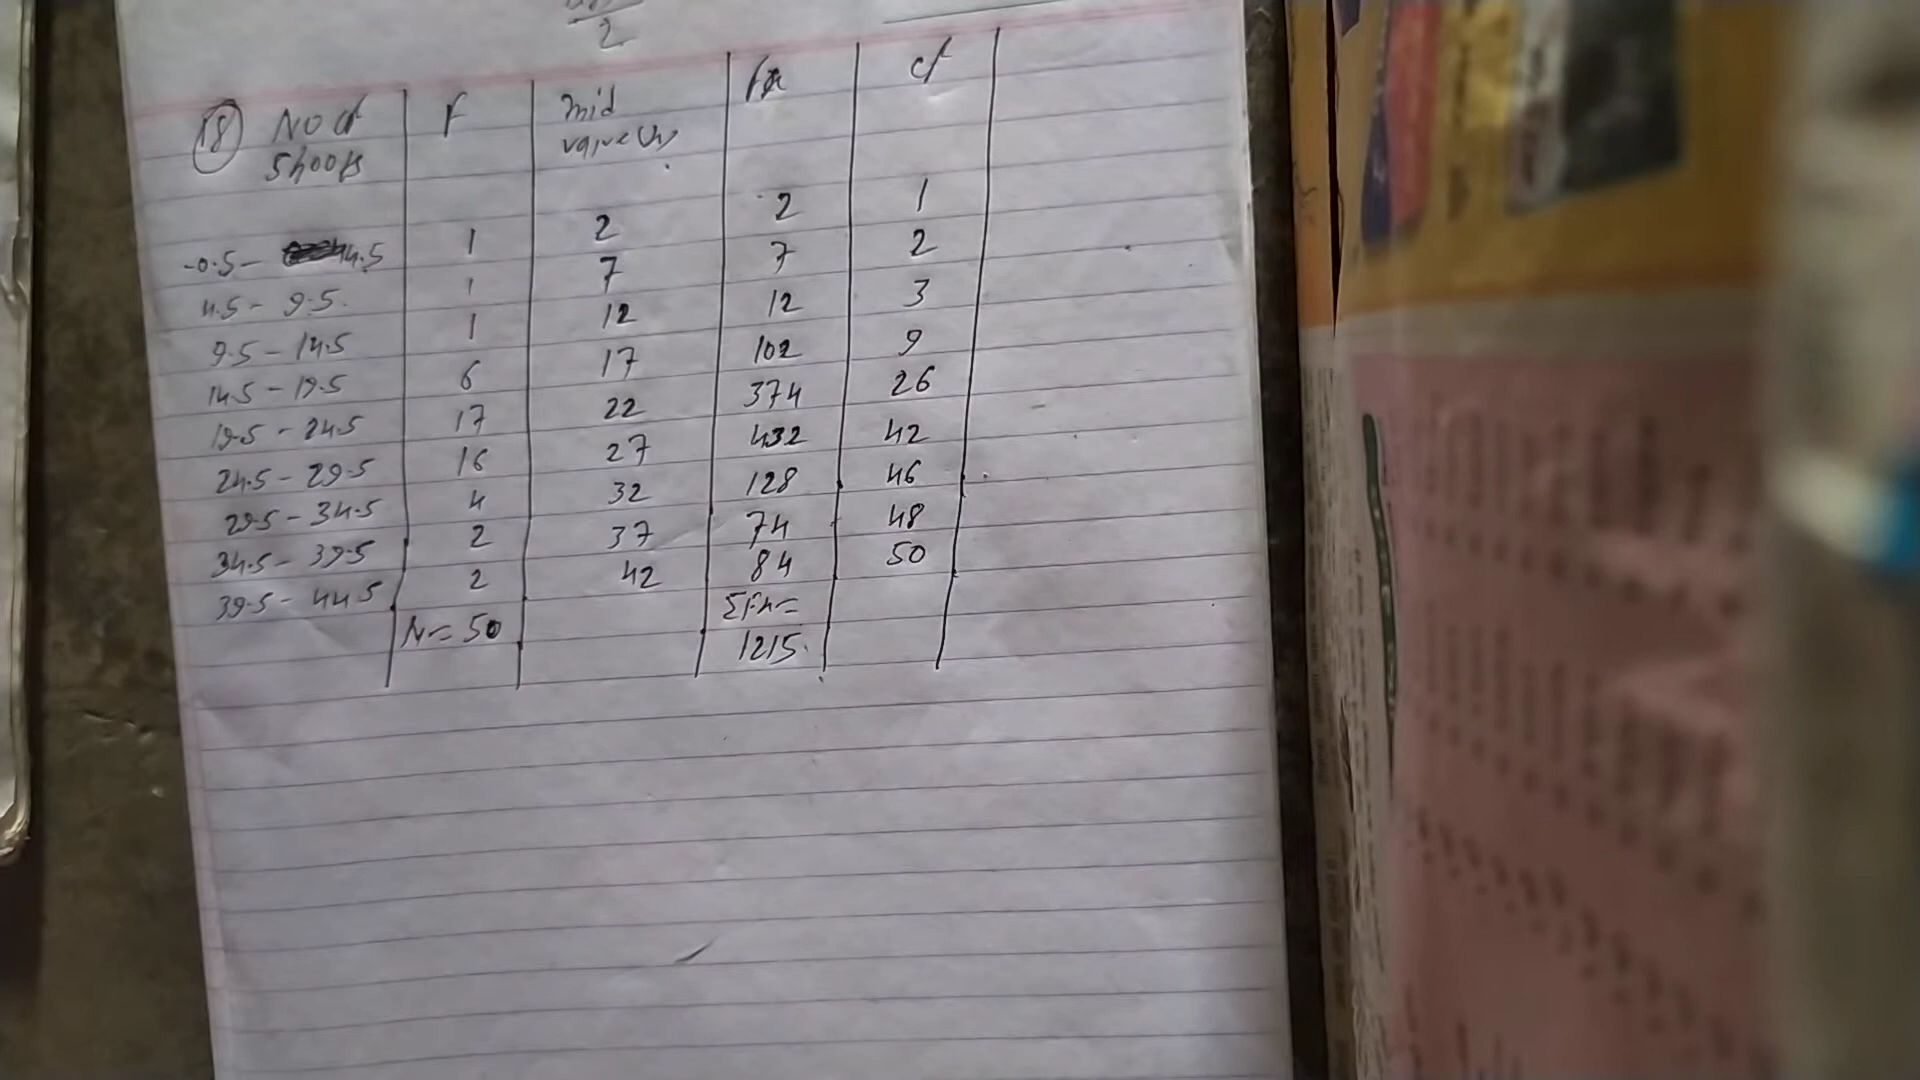 2
18 No of F mid fx cf
Shoots value (x)
-0.5 - 4.5 1 2 2 1
4.5 - 9.5 1 7 7 2
9.5 - 14.5 1 12 12 3
14.5 - 19.5 6 17 102 9
19.5 - 24.5 17 22 374 26
24.5 - 29.5 16 27 432 42
29.5 - 34.5 4 32 128 46
34.5 - 39.5 2 37 74 48
39.5 - 44.5 2 42 84 50
N = 50 Σfx =
1215